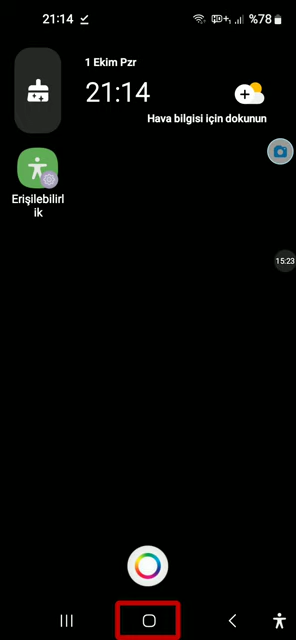 21:14
%78
1 Ekim Pzr
21:14
Hava bilgisi için dokunun
Erişilebilirl
ik
15:23